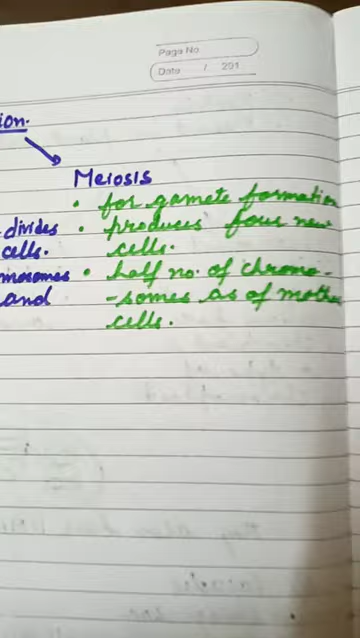 Page No
Date / 201
ion.
Meiosis
• for gamete formation
divides • produces four new
cells. cells.
mosomes • half no. of chromo-
and -somes as of mother
cells.